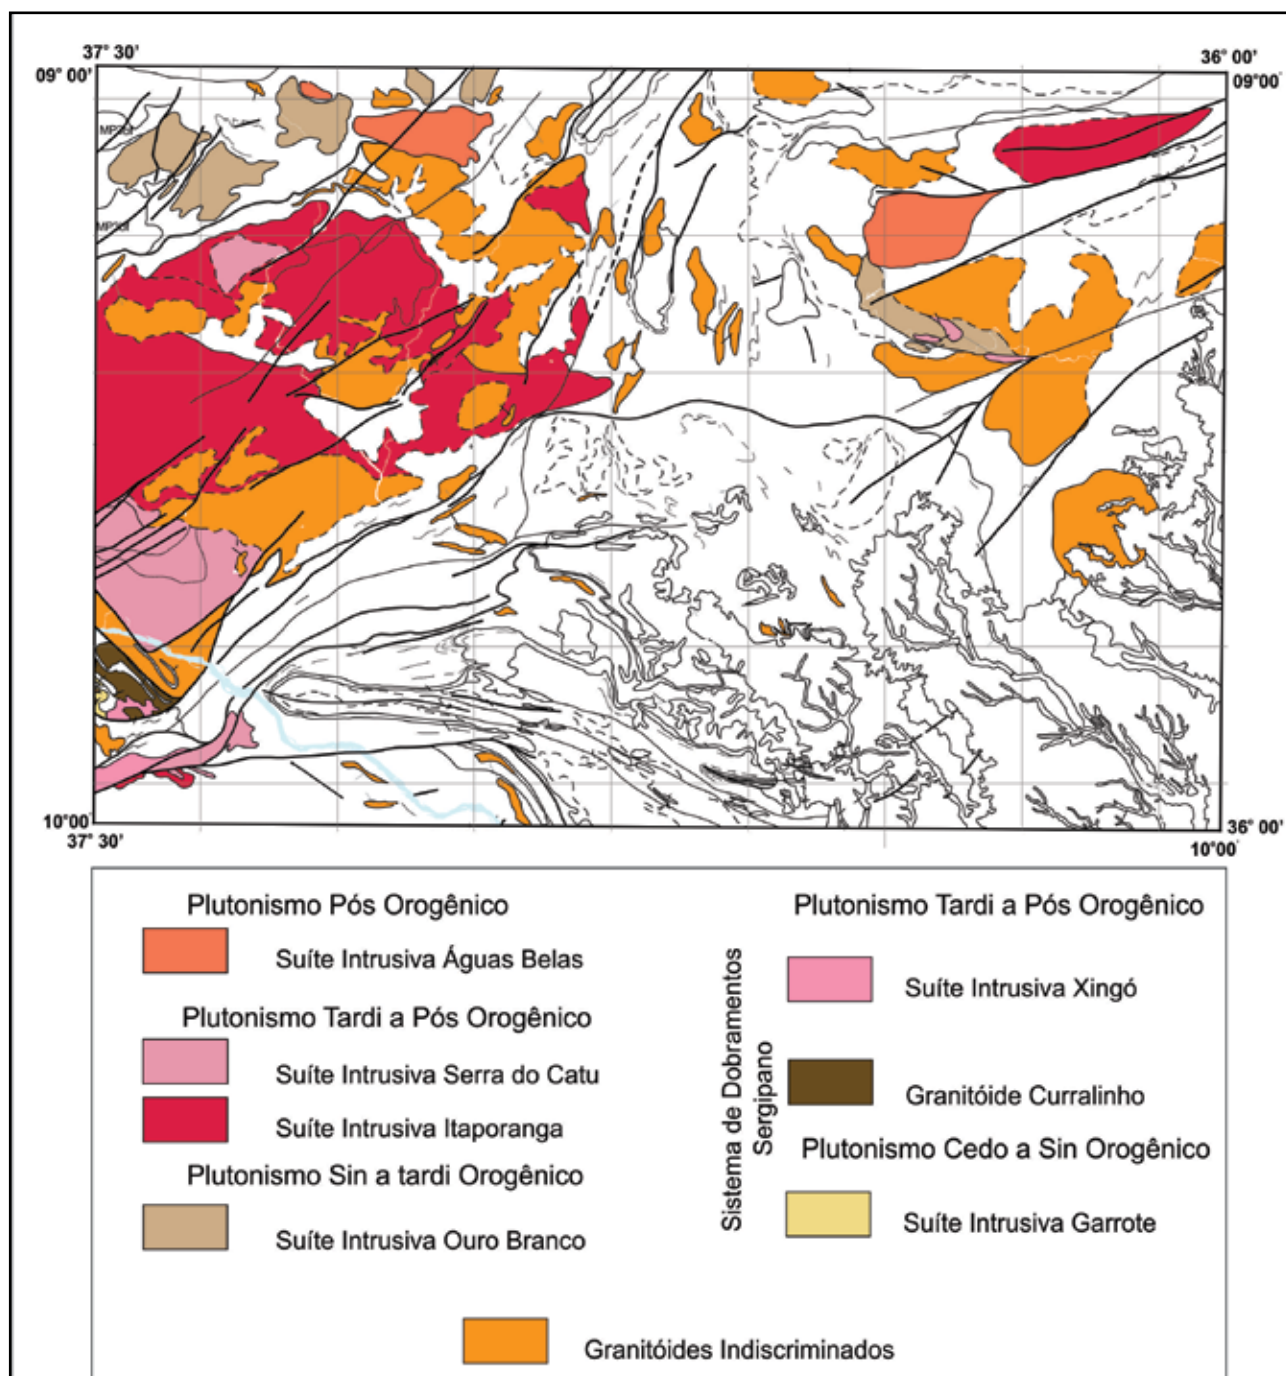 37° 30'
36° 00'
09° 00'
09°00'
10°00'
37° 30'
36° 00'
10°00'
Plutonismo Pós Orogênico
Suíte Intrusiva Águas Belas
Plutonismo Tardi a Pós Orogênico
Suíte Intrusiva Serra do Catu
Suíte Intrusiva Itaporanga
Plutonismo Sin a tardi Orogênico
Suíte Intrusiva Ouro Branco
Sistema de Dobramentos
Sergipano
Plutonismo Tardi a Pós Orogênico
Suíte Intrusiva Xingó
Granitóide Curralinho
Plutonismo Cedo a Sin Orogênico
Suíte Intrusiva Garrote
Granitóides Indiscriminados